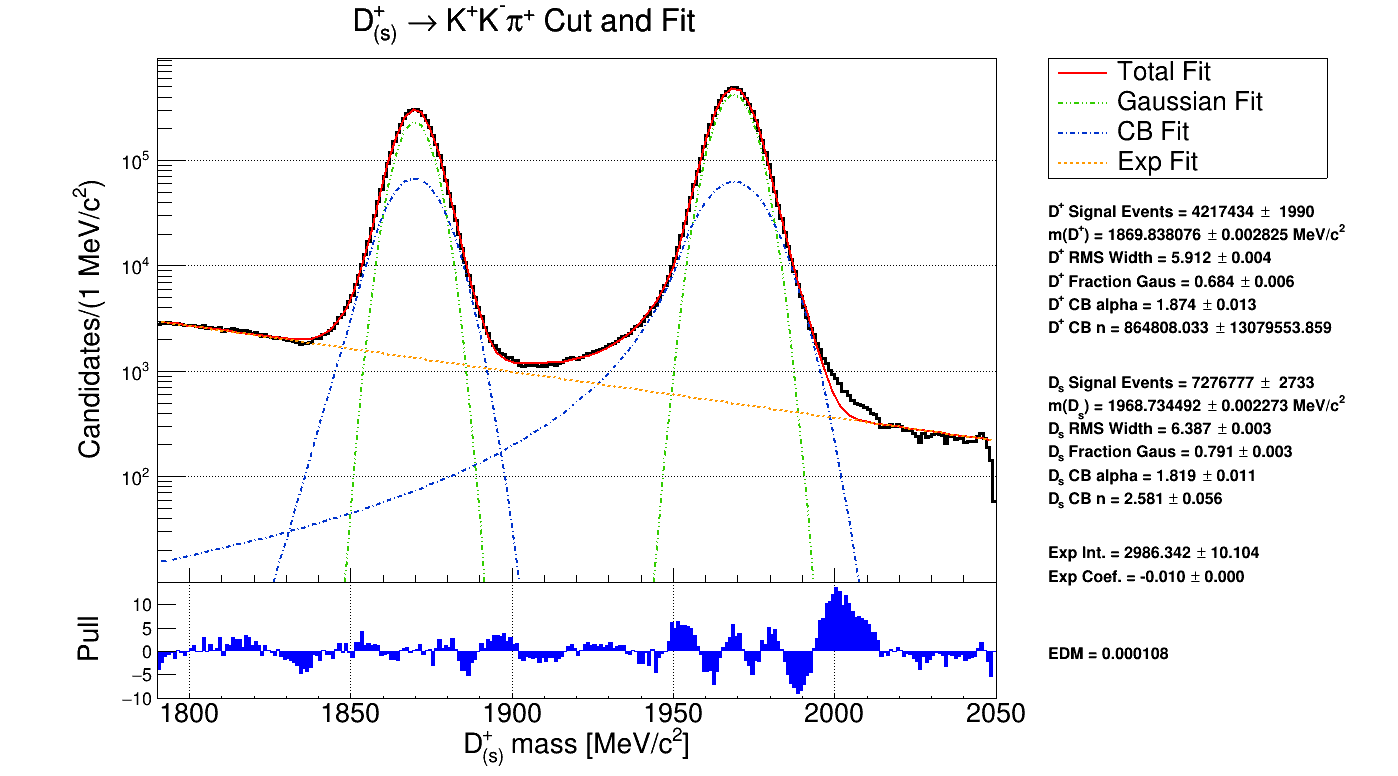 D⁺₍ₛ₎ → K⁺K⁻π⁺ Cut and Fit
Candidates/(1 MeV/c²)
10⁵
10⁴
10³
10²
Total Fit
Gaussian Fit
CB Fit
Exp Fit
D⁺ Signal Events = 4217434 ± 1990
m(D⁺) = 1869.838076 ± 0.002825 MeV/c²
D⁺ RMS Width = 5.912 ± 0.004
D⁺ Fraction Gaus = 0.684 ± 0.006
D⁺ CB alpha = 1.874 ± 0.013
D⁺ CB n = 864808.033 ± 13079553.859
Dₛ Signal Events = 7276777 ± 2733
m(Dₛ) = 1968.734492 ± 0.002273 MeV/c²
Dₛ RMS Width = 6.387 ± 0.003
Dₛ Fraction Gaus = 0.791 ± 0.003
Dₛ CB alpha = 1.819 ± 0.011
Dₛ CB n = 2.581 ± 0.056
Exp Int. = 2986.342 ± 10.104
Exp Coef. = -0.010 ± 0.000
EDM = 0.000108
Pull
10
5
0
−5
−10
1800 1850 1900 1950 2000 2050
D⁺₍ₛ₎ mass [MeV/c²]